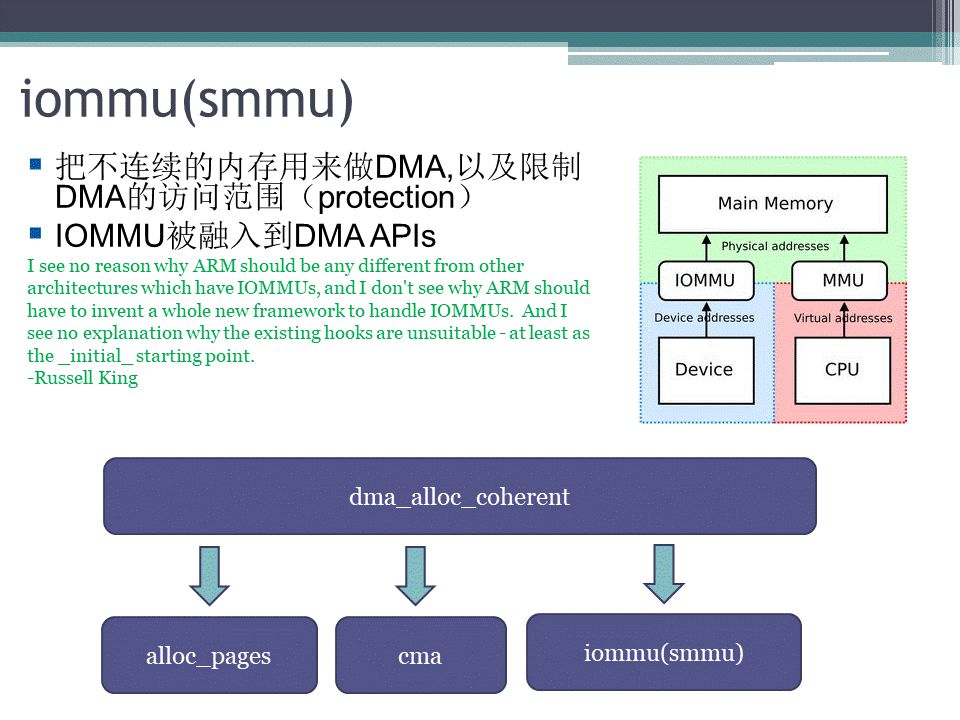 iommu(smmu)
把不连续的内存用来做DMA,以及限制
DMA的访问范围（protection）
IOMMU被融入到DMA APIs
I see no reason why ARM should be any different from other
architectures which have IOMMUs, and I don't see why ARM should
have to invent a whole new framework to handle IOMMUs.  And I
see no explanation why the existing hooks are unsuitable - at least as
the _initial_ starting point.
-Russell King
Main Memory
Physical addresses
IOMMU
MMU
Device addresses
Virtual addresses
Device
CPU
dma_alloc_coherent
alloc_pages
cma
iommu(smmu)